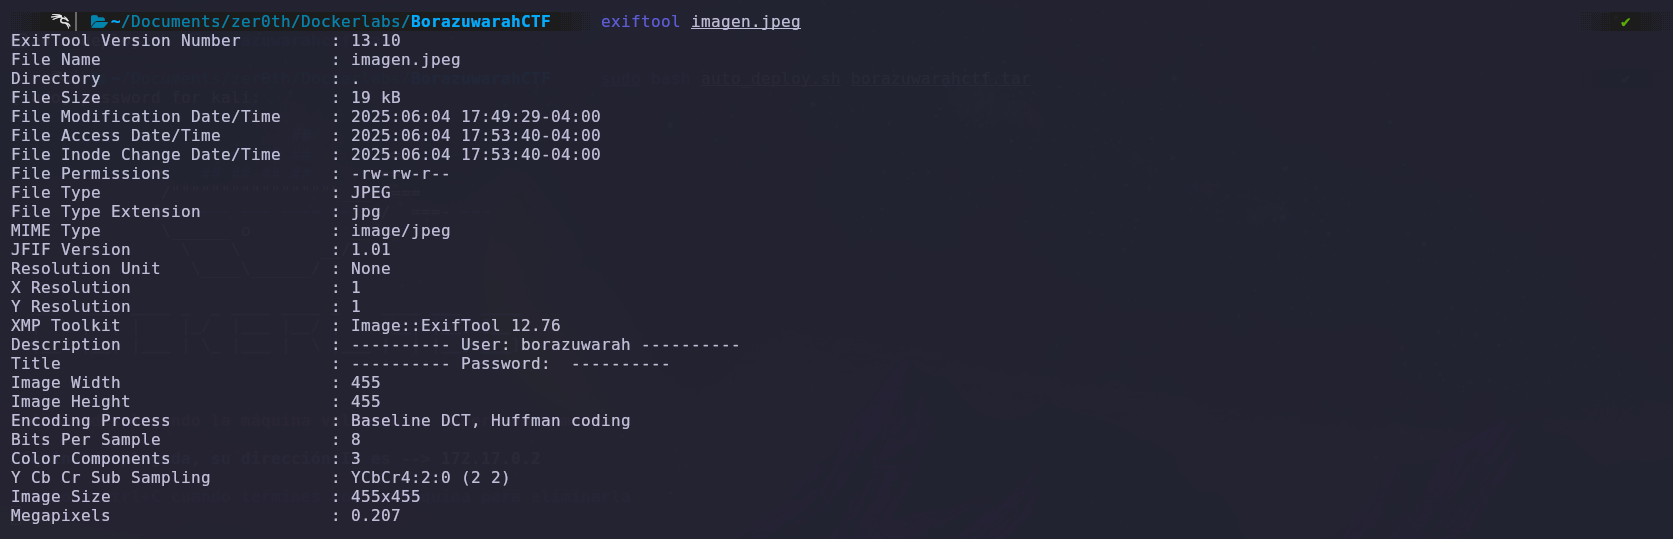 ~/Documents/zer0th/Dockerlabs/BorazuwarahCTF exiftool imagen.jpeg ✔
ExifTool Version Number : 13.10
File Name : imagen.jpeg
Directory : .
File Size : 19 kB
File Modification Date/Time : 2025:06:04 17:49:29-04:00
File Access Date/Time : 2025:06:04 17:53:40-04:00
File Inode Change Date/Time : 2025:06:04 17:53:40-04:00
File Permissions : -rw-rw-r--
File Type : JPEG
File Type Extension : jpg
MIME Type : image/jpeg
JFIF Version : 1.01
Resolution Unit : None
X Resolution : 1
Y Resolution : 1
XMP Toolkit : Image::ExifTool 12.76
Description : ---------- User: borazuwarah ----------
Title : ---------- Password:  ----------
Image Width : 455
Image Height : 455
Encoding Process : Baseline DCT, Huffman coding
Bits Per Sample : 8
Color Components : 3
Y Cb Cr Sub Sampling : YCbCr4:2:0 (2 2)
Image Size : 455x455
Megapixels : 0.207